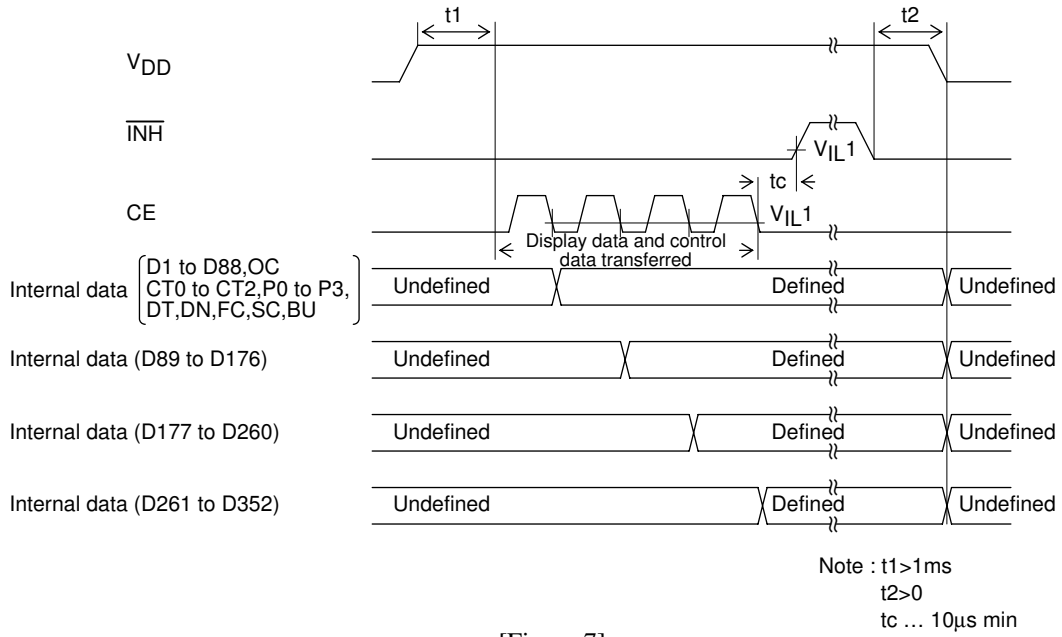 t1 t2
VDD
INH
VIL1
tc
CE VIL1
Display data and control
data transferred
Internal data D1 to D88,OC
CT0 to CT2,P0 to P3,
DT,DN,FC,SC,BU
Undefined Defined Undefined
Internal data (D89 to D176) Undefined Defined Undefined
Internal data (D177 to D260) Undefined Defined Undefined
Internal data (D261 to D352) Undefined Defined Undefined
Note : t1>1ms
t2>0
tc … 10μs min